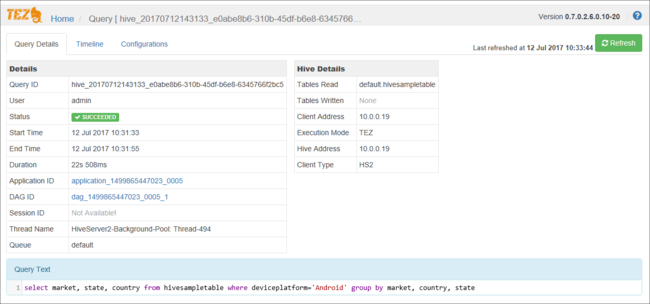 TEZ Home / Query [ hive_20170712143133_e0abe8b6-310b-45df-b6e8-6345766f2bc5... Version 0.7.0.2.6.0.10-20 ?
Query Details Timeline Configurations Last refreshed at 12 Jul 2017 10:33:44 Refresh
Details
Query ID hive_20170712143133_e0abe8b6-310b-45df-b6e8-6345766f2bc5
User admin
Status SUCCEEDED
Start Time 12 Jul 2017 10:31:33
End Time 12 Jul 2017 10:31:55
Duration 22s 508ms
Application ID application_1499865447023_0005
DAG ID dag_1499865447023_0005_1
Session ID Not Available!
Thread Name HiveServer2-Background-Pool: Thread-494
Queue default
Hive Details
Tables Read default.hivesampletable
Tables Written None
Client Address 10.0.0.19
Execution Mode TEZ
Hive Address 10.0.0.19
Client Type HS2
Query Text
1 select market, state, country from hivesampletable where deviceplatform='Android' group by market, country, state